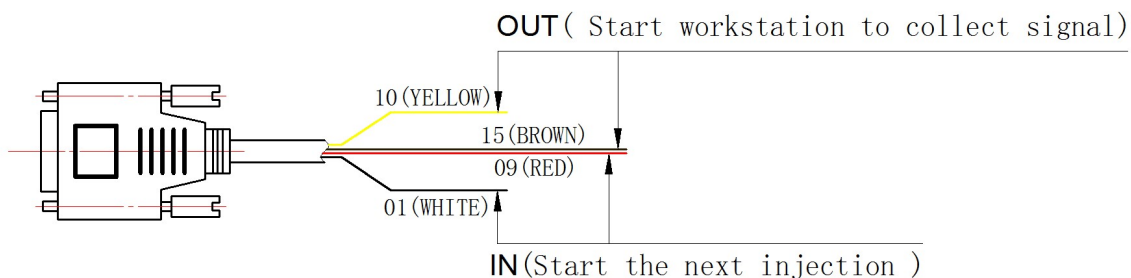 OUT( Start workstation to collect signal)
10(YELLOW)
15(BROWN)
09(RED)
01(WHITE)
IN(Start the next injection )